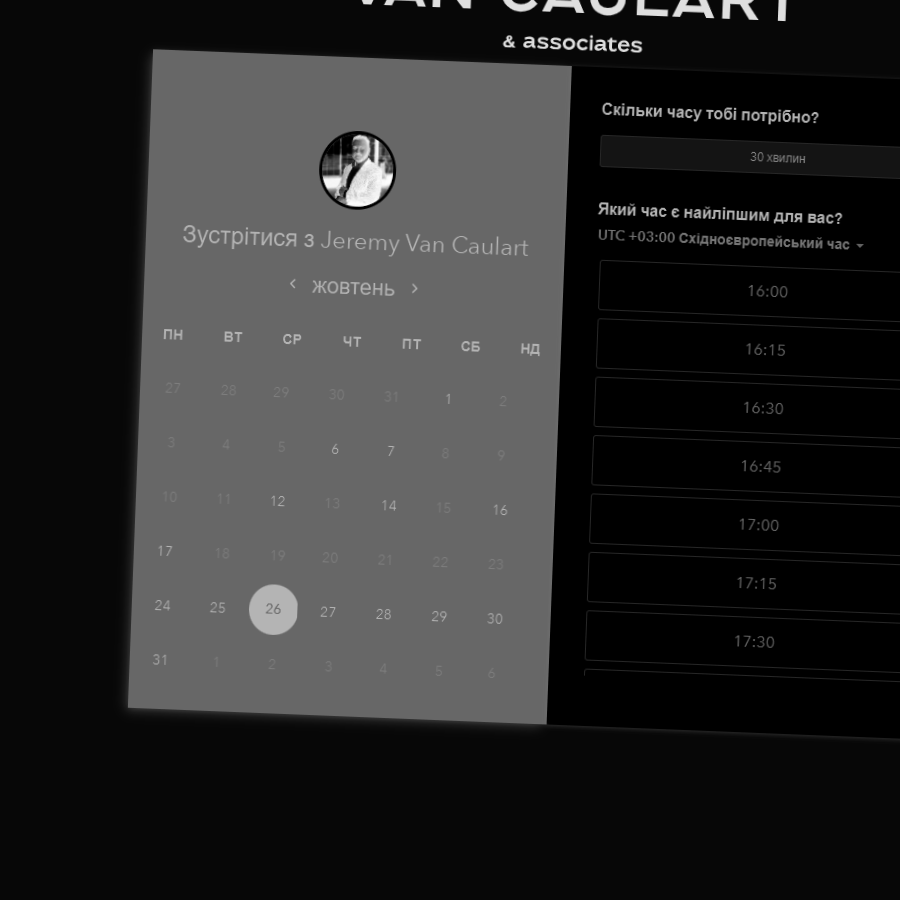 VAN CAULART
& associates
Зустрітися з Jeremy Van Caulart
жовтень
ПН ВТ СР ЧТ ПТ СБ НД
27 28 29 30 31 1 2
3 4 5 6 7 8 9
10 11 12 13 14 15 16
17 18 19 20 21 22 23
24 25 26 27 28 29 30
31 1 2 3 4 5 6
Скільки часу тобі потрібно?
30 хвилин
Який час є найліпшим для вас?
UTC +03:00 Східноєвропейський час
16:00
16:15
16:30
16:45
17:00
17:15
17:30